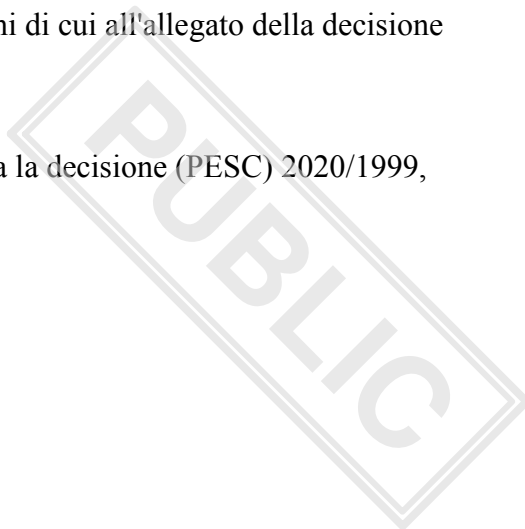 ni di cui all'allegato della decisione
a la decisione (PESC) 2020/1999,
PUBLIC